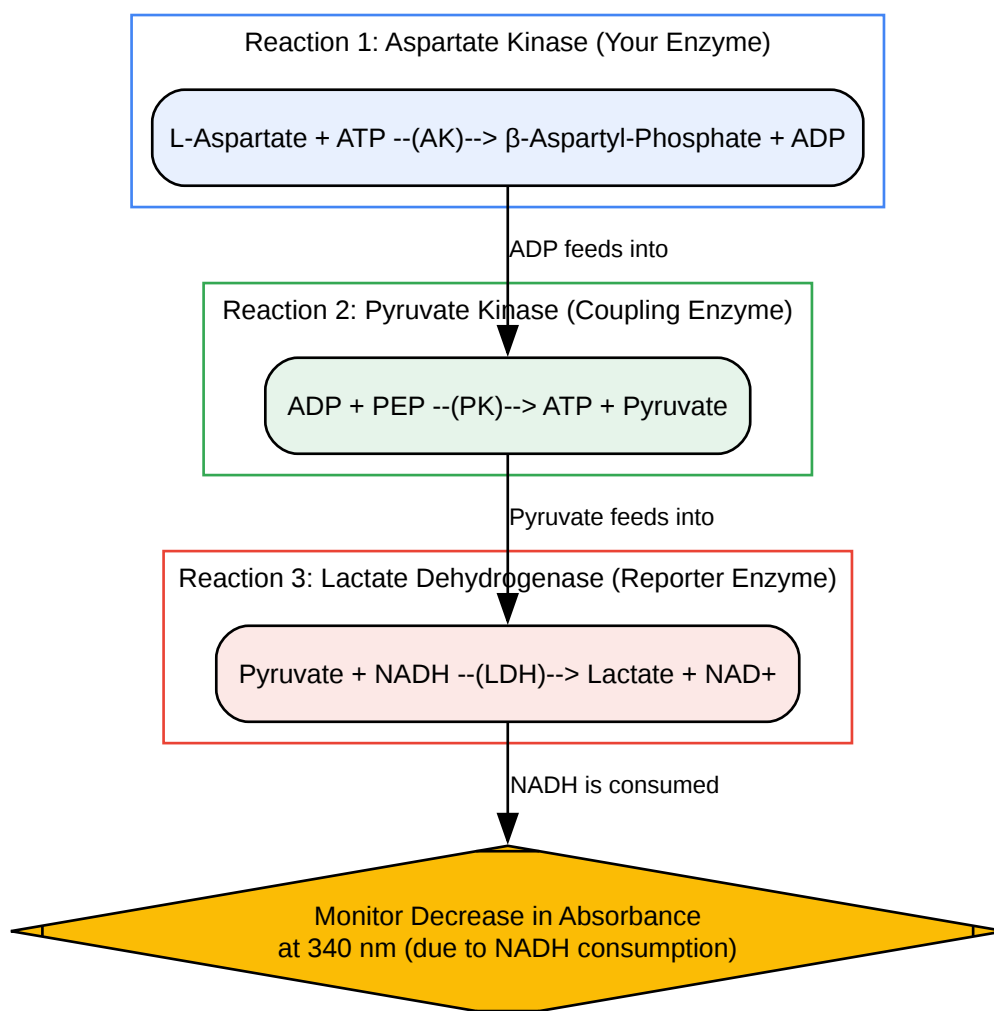 Reaction 1: Aspartate Kinase (Your Enzyme)
L-Aspartate + ATP --(AK)--> β-Aspartyl-Phosphate + ADP
ADP feeds into
Reaction 2: Pyruvate Kinase (Coupling Enzyme)
ADP + PEP --(PK)--> ATP + Pyruvate
Pyruvate feeds into
Reaction 3: Lactate Dehydrogenase (Reporter Enzyme)
Pyruvate + NADH --(LDH)--> Lactate + NAD+
NADH is consumed
Monitor Decrease in Absorbance
at 340 nm (due to NADH consumption)